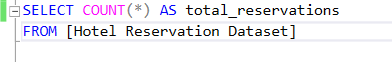 SELECT COUNT(*) AS total_reservations
FROM [Hotel Reservation Dataset]